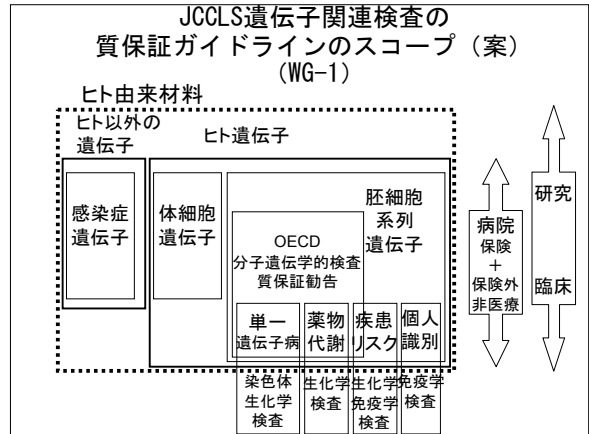 JCCLS遺伝子関連検査の
質保証ガイドラインのスコープ（案）
(WG-1)
ヒト由来材料
ヒト以外の
遺伝子
ヒト遺伝子
感染症
遺伝子
体細胞
遺伝子
胚細胞
系列
遺伝子
OECD
分子遺伝学的検査
質保証勧告
単一
遺伝子病
薬物
代謝
疾患
リスク
個人
識別
染色体
生化学
検査
生化学
検査
生化学
免疫学
検査
免疫学
検査
病院
保険
＋
保険外
非医療
研究
臨床